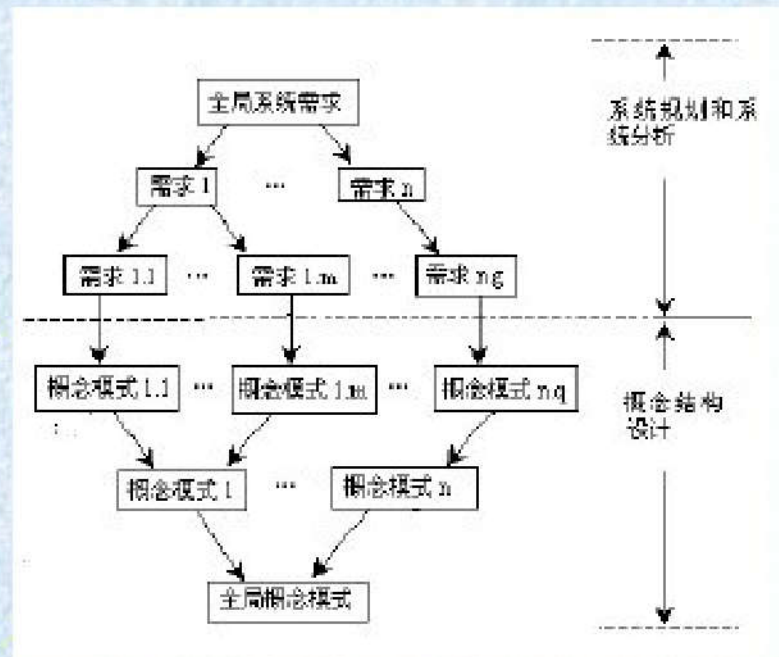 全局系统需求
系统规划和系
统分析
需求 1
...
需求 n
需求 1.1
...
需求 1.m
...
需求 n.g
概念模式 1.1
...
概念模式 1.m
...
概念模式 n.q
概念结构
设计
概念模式 1
...
概念模式 n
全局概念模式